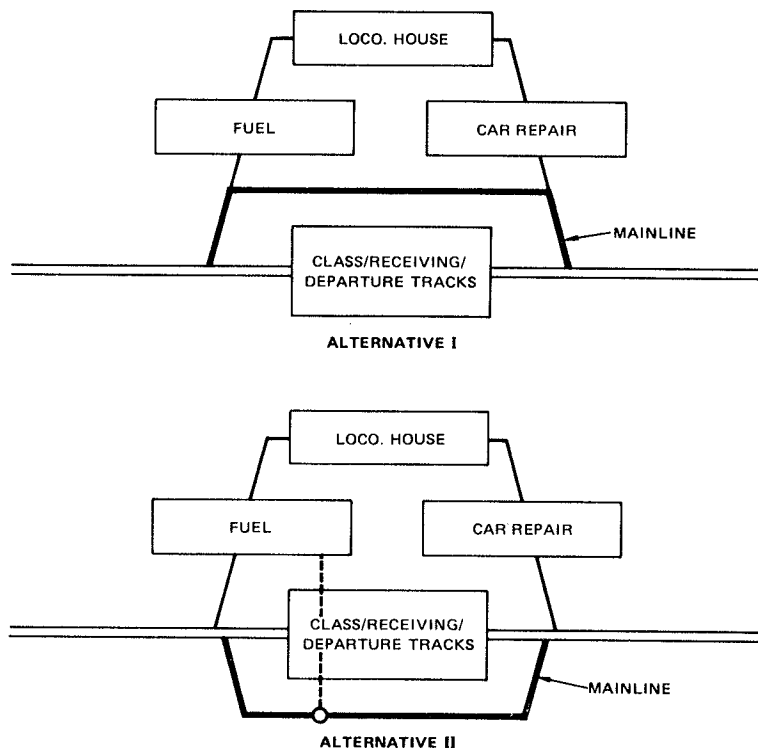 LOCO. HOUSE
FUEL
CAR REPAIR
MAINLINE
CLASS/RECEIVING/
DEPARTURE TRACKS
ALTERNATIVE I
LOCO. HOUSE
FUEL
CAR REPAIR
CLASS/RECEIVING/
DEPARTURE TRACKS
MAINLINE
ALTERNATIVE II